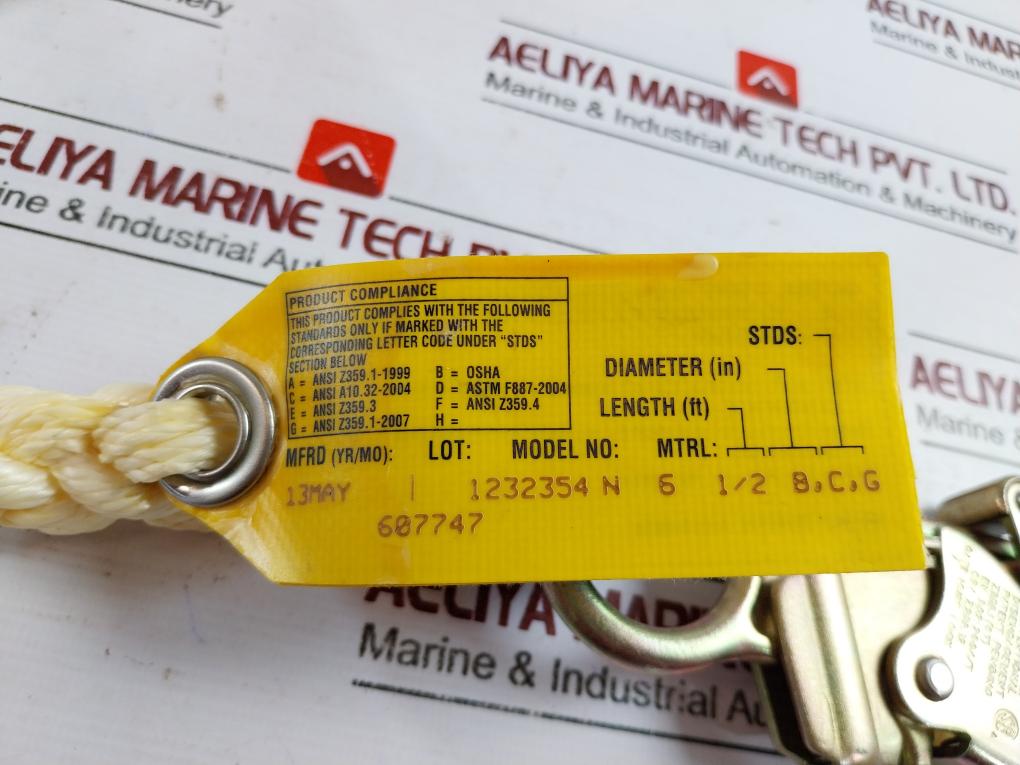 AELIYA MAR
Marine & Indust
AELIYA MARINE TECH PVT. LTD.
Marine & Industrial Automation & Machinery
ELIYA MARINE TECH
ine & Industrial Aut
PRODUCT COMPLIANCE
THIS PRODUCT COMPLIES WITH THE FOLLOWING
STANDARDS ONLY IF MARKED WITH THE
CORRESPONDING LETTER CODE UNDER "STDS"
SECTION BELOW
A = ANSI Z359.1-1999 B = OSHA
C = ANSI A10.32-2004 D = ASTM F887-2004
E = ANSI Z359.3 F = ANSI Z359.4
G = ANSI Z359.1-2007 H =
STDS:
DIAMETER (in)
LENGTH (ft)
MFRD (YR/MO): LOT: MODEL NO: MTRL:
13MAY | 1232354 N 6 1/2 B,C,G
607747
AELIYA MAR
AELIYA MARINE
Marine & Industrial Au